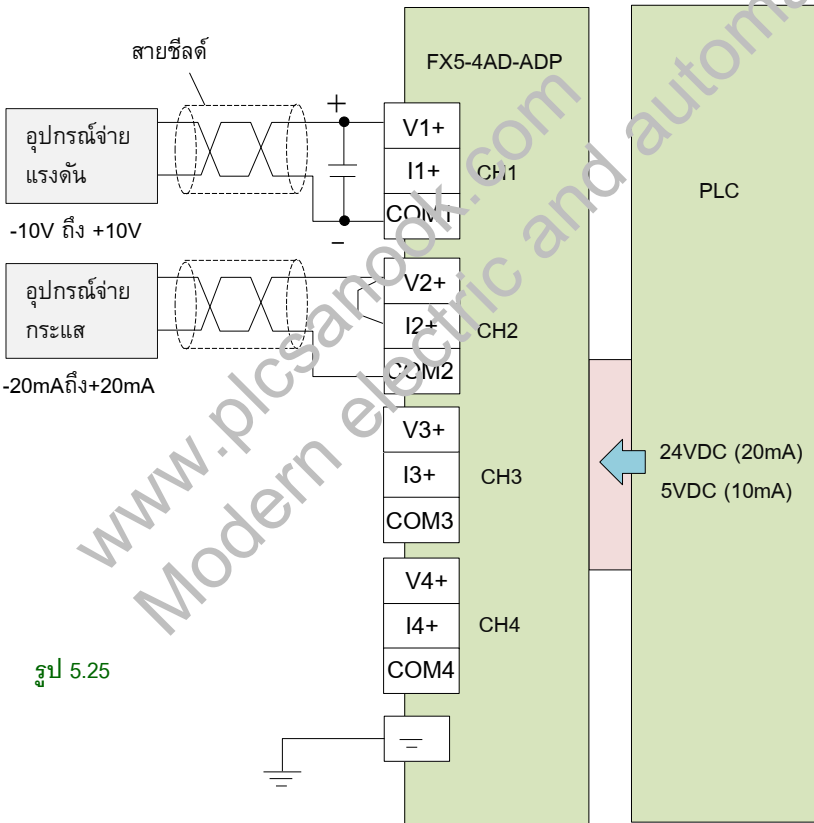 สายชีลด์
FX5-4AD-ADP
PLC
อุปกรณ์จ่าย
แรงดัน
-10V ถึง +10V
+
-
V1+
I1+
COM1
CH1
อุปกรณ์จ่าย
กระแส
-20mAถึง+20mA
V2+
I2+
COM2
CH2
V3+
I3+
COM3
CH3
24VDC (20mA)
5VDC (10mA)
V4+
I4+
COM4
CH4
รูป 5.25
www.plcsanook.com
Modern electric and automa